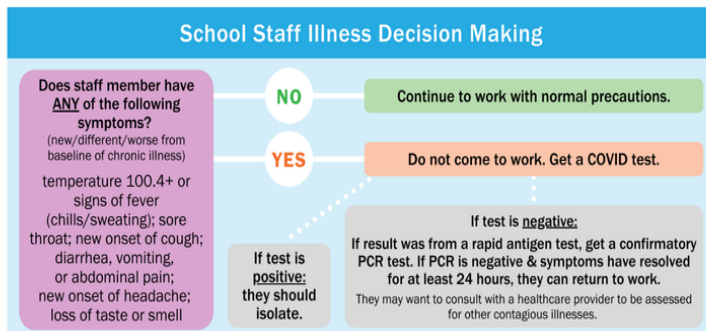 School Staff Illness Decision Making
Does staff member have
ANY of the following
symptoms?
(new/different/worse from
baseline of chronic illness)
temperature 100.4+ or
signs of fever
(chills/sweating); sore
throat; new onset of cough;
diarrhea, vomiting,
or abdominal pain;
new onset of headache;
loss of taste or smell
NO
Continue to work with normal precautions.
YES
Do not come to work. Get a COVID test.
If test is
positive:
they should
isolate.
If test is negative:
If result was from a rapid antigen test, get a confirmatory
PCR test. If PCR is negative & symptoms have resolved
for at least 24 hours, they can return to work.
They may want to consult with a healthcare provider to be assessed
for other contagious illnesses.